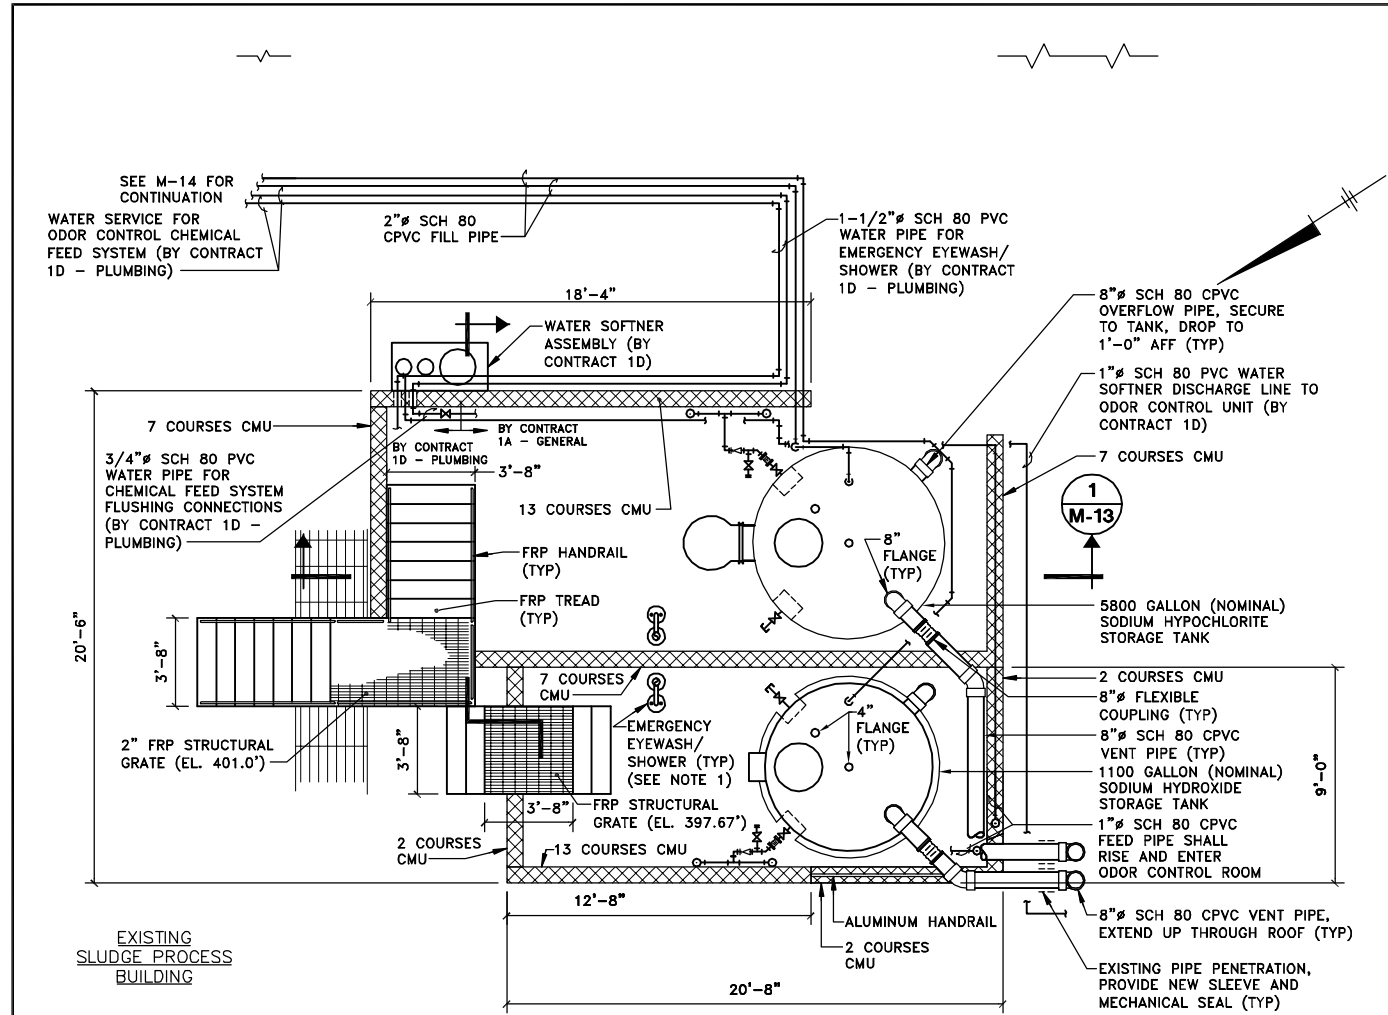 SEE M-14 FOR
CONTINUATION
WATER SERVICE FOR
ODOR CONTROL CHEMICAL
FEED SYSTEM (BY CONTRACT
1D - PLUMBING)
2"ø SCH 80
CPVC FILL PIPE
1-1/2"ø SCH 80 PVC
WATER PIPE FOR
EMERGENCY EYEWASH/
SHOWER (BY CONTRACT
1D - PLUMBING)
18'-4"
WATER SOFTNER
ASSEMBLY (BY
CONTRACT 1D)
8"ø SCH 80 CPVC
OVERFLOW PIPE, SECURE
TO TANK, DROP TO
1'-0" AFF (TYP)
1"ø SCH 80 PVC WATER
SOFTNER DISCHARGE LINE TO
ODOR CONTROL UNIT (BY
CONTRACT 1D)
7 COURSES CMU
7 COURSES CMU
BY CONTRACT
1A - GENERAL
BY CONTRACT
1D - PLUMBING
3'-8"
3/4"ø SCH 80 PVC
WATER PIPE FOR
CHEMICAL FEED SYSTEM
FLUSHING CONNECTIONS
(BY CONTRACT 1D -
PLUMBING)
13 COURSES CMU
1
M-13
FRP HANDRAIL
(TYP)
8"
FLANGE
(TYP)
FRP TREAD
(TYP)
5800 GALLON (NOMINAL)
SODIUM HYPOCHLORITE
STORAGE TANK
20'-6"
3'-8"
7 COURSES
CMU
2 COURSES CMU
8"ø FLEXIBLE
COUPLING (TYP)
4"
FLANGE
(TYP)
EMERGENCY
EYEWASH/
SHOWER (TYP)
(SEE NOTE 1)
8"ø SCH 80 CPVC
VENT PIPE (TYP)
2" FRP STRUCTURAL
GRATE (EL. 401.0')
3'-8"
1100 GALLON (NOMINAL)
SODIUM HYDROXIDE
STORAGE TANK
9'-0"
3'-8"
FRP STRUCTURAL
GRATE (EL. 397.67')
1"ø SCH 80 CPVC
FEED PIPE SHALL
RISE AND ENTER
ODOR CONTROL ROOM
2 COURSES
CMU
13 COURSES CMU
12'-8"
ALUMINUM HANDRAIL
2 COURSES
CMU
8"ø SCH 80 CPVC VENT PIPE,
EXTEND UP THROUGH ROOF (TYP)
EXISTING
SLUDGE PROCESS
BUILDING
EXISTING PIPE PENETRATION,
PROVIDE NEW SLEEVE AND
MECHANICAL SEAL (TYP)
20'-8"